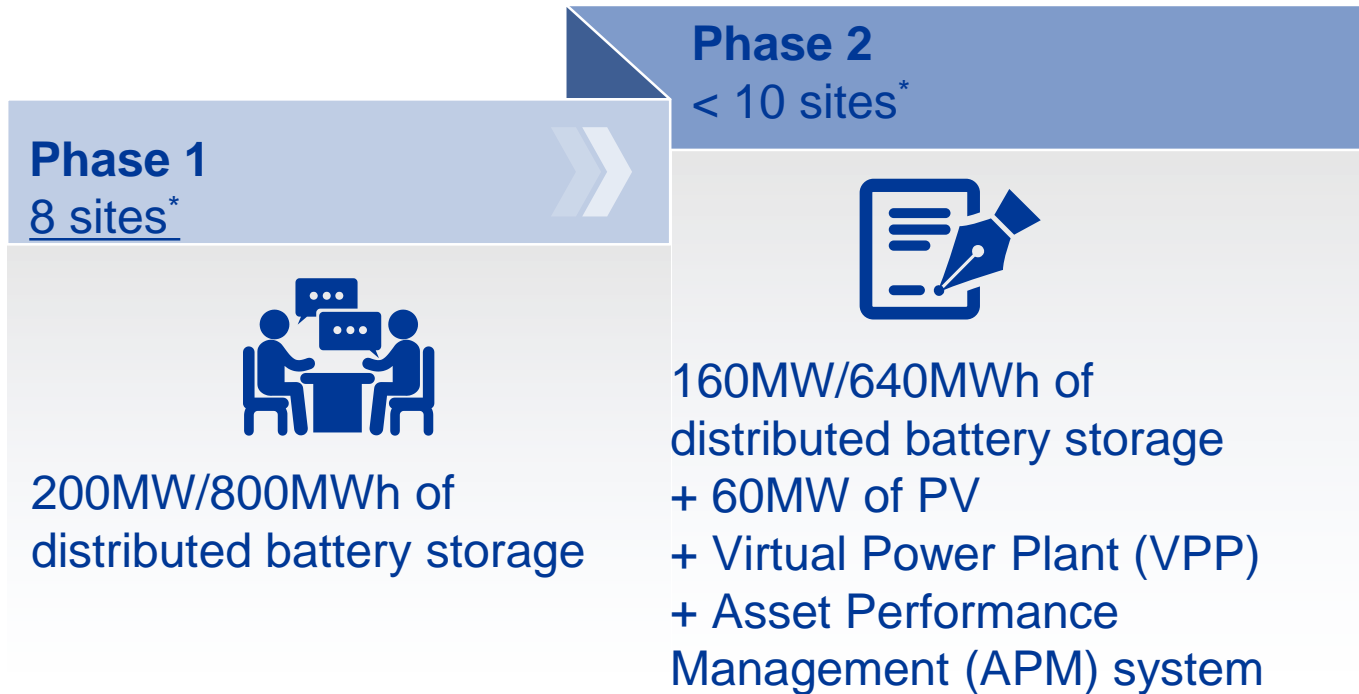 Phase 1
8 sites*
200MW/800MWh of
distributed battery storage
Phase 2
< 10 sites*
160MW/640MWh of
distributed battery storage
+ 60MW of PV
+ Virtual Power Plant (VPP)
+ Asset Performance
Management (APM) system